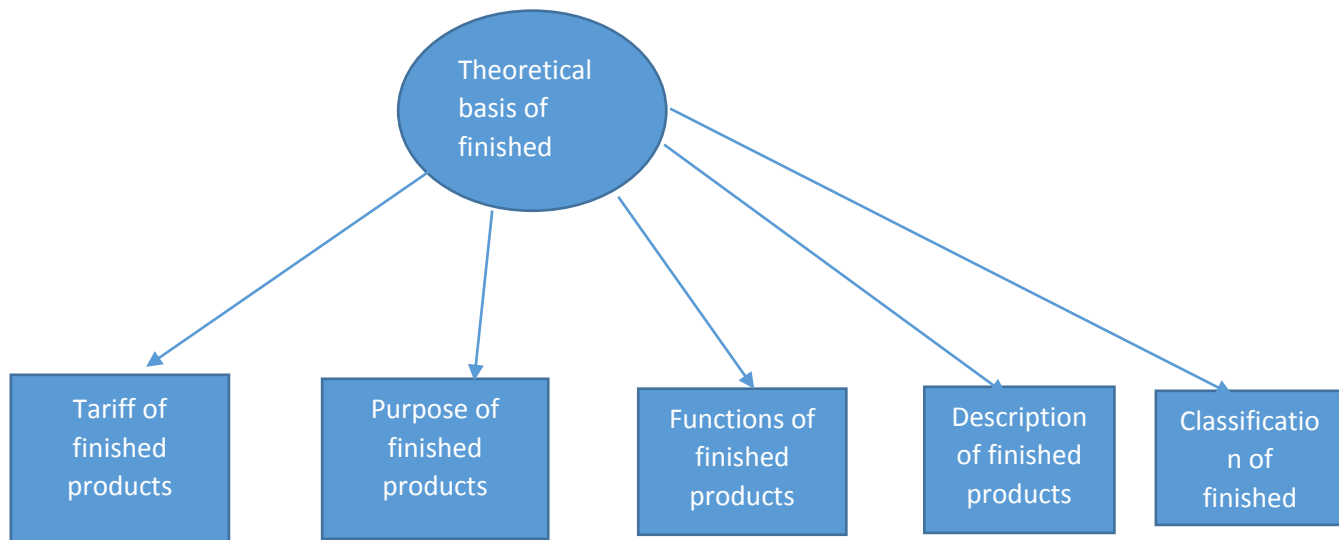 Theoretical
basis of
finished
Tariff of
finished
products
Purpose of
finished
products
Functions of
finished
products
Description
of finished
products
Classificatio
n of
finished